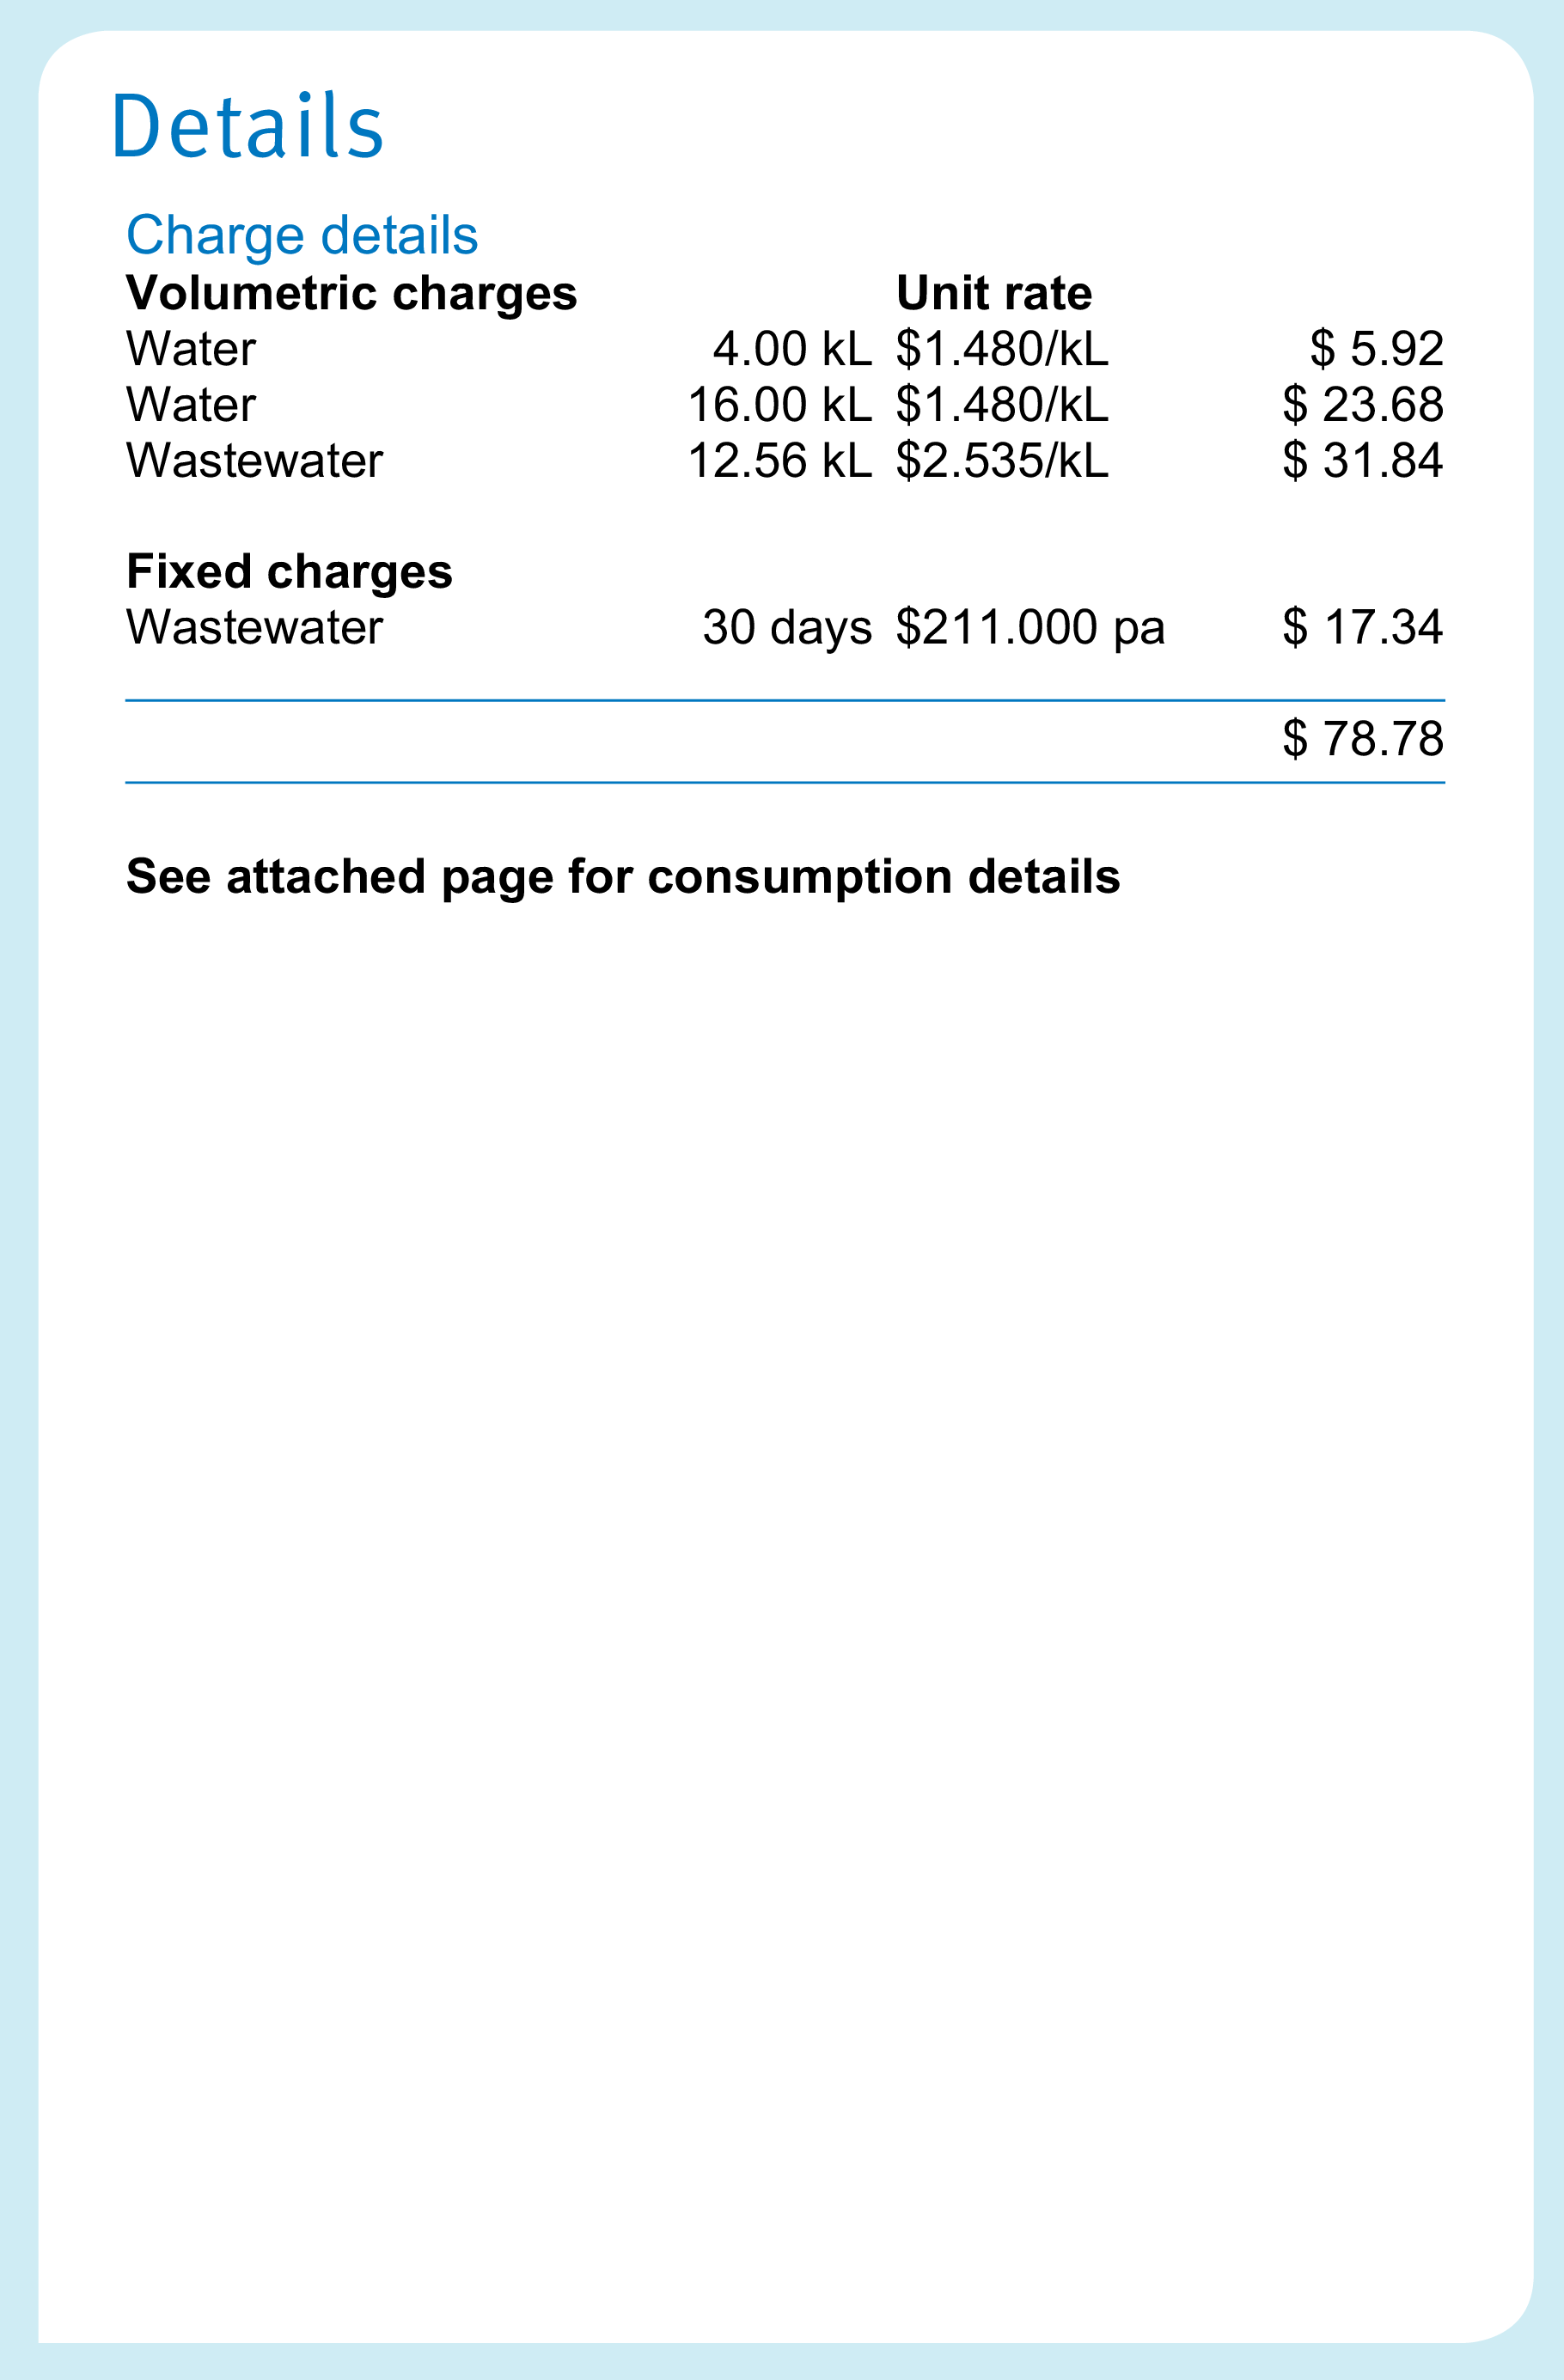 Details
Charge details
Volumetric charges Unit rate
Water 4.00 kL $1.480/kL $ 5.92
Water 16.00 kL $1.480/kL $ 23.68
Wastewater 12.56 kL $2.535/kL $ 31.84
Fixed charges
Wastewater 30 days $211.000 pa $ 17.34
$ 78.78
See attached page for consumption details